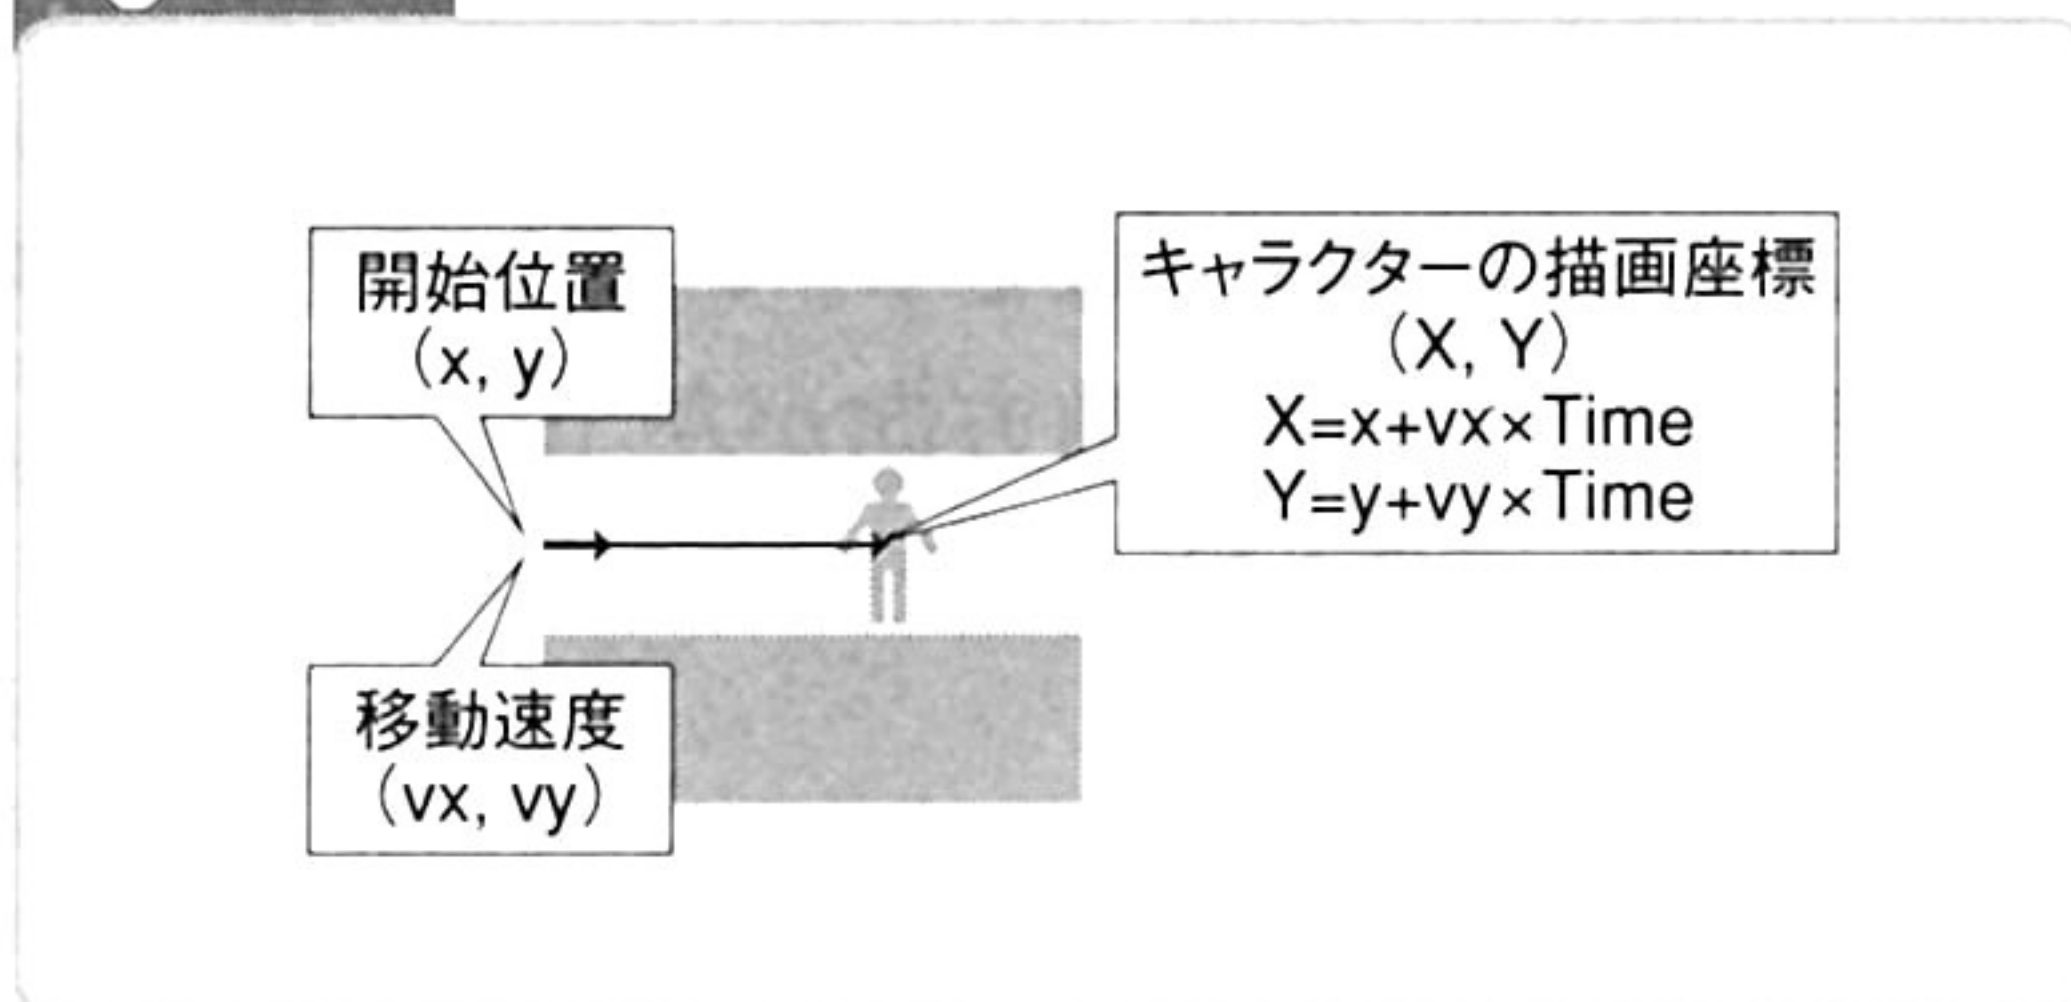 開始位置
(x, y)
キャラクターの描画座標
(X, Y)
X=x+vx×Time
Y=y+vy×Time
移動速度
(vx, vy)